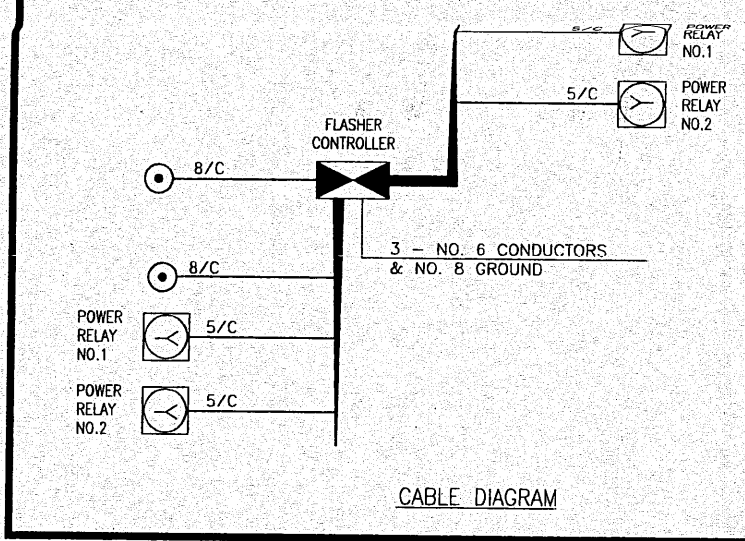 5/C
POWER
RELAY
NO.1
5/C
POWER
RELAY
NO.2
FLASHER
CONTROLLER
8/C
3 - NO. 6 CONDUCTORS
& NO. 8 GROUND
8/C
POWER
RELAY
NO.1
5/C
POWER
RELAY
NO.2
5/C
CABLE DIAGRAM